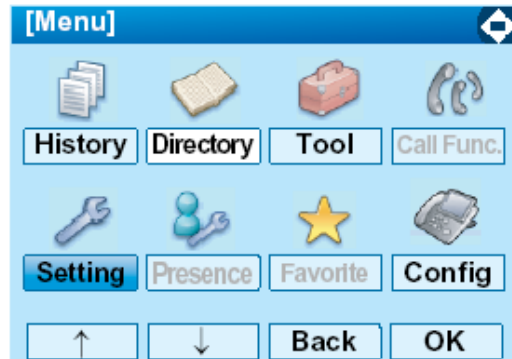 [Menu]
History Directory Tool Call Func.
Setting Presence Favorite Config
↑ ↓ Back OK